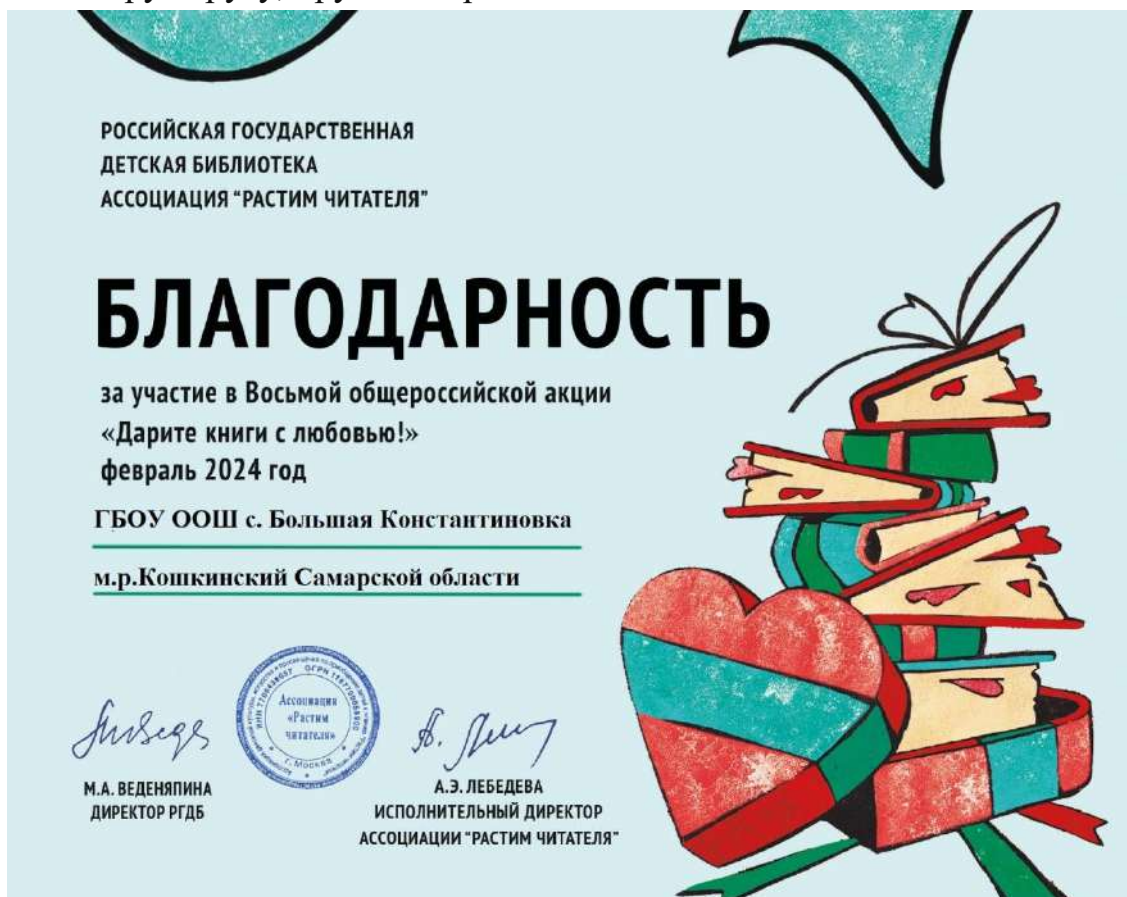 РОССИЙСКАЯ ГОСУДАРСТВЕННАЯ
ДЕТСКАЯ БИБЛИОТЕКА
АССОЦИАЦИЯ “РАСТИМ ЧИТАТЕЛЯ”
БЛАГОДАРНОСТЬ
за участие в Восьмой общероссийской акции
«Дарите книги с любовью!»
февраль 2024 год
ГБОУ ООШ с. Большая Константиновка
м.р.Кошкинский Самарской области
Ассоциация
«Растим
читателя»
г. Москва
М.А. ВЕДЕНЯПИНА
ДИРЕКТОР РГДБ
А.Э. ЛЕБЕДЕВА
ИСПОЛНИТЕЛЬНЫЙ ДИРЕКТОР
АССОЦИАЦИИ “РАСТИМ ЧИТАТЕЛЯ”